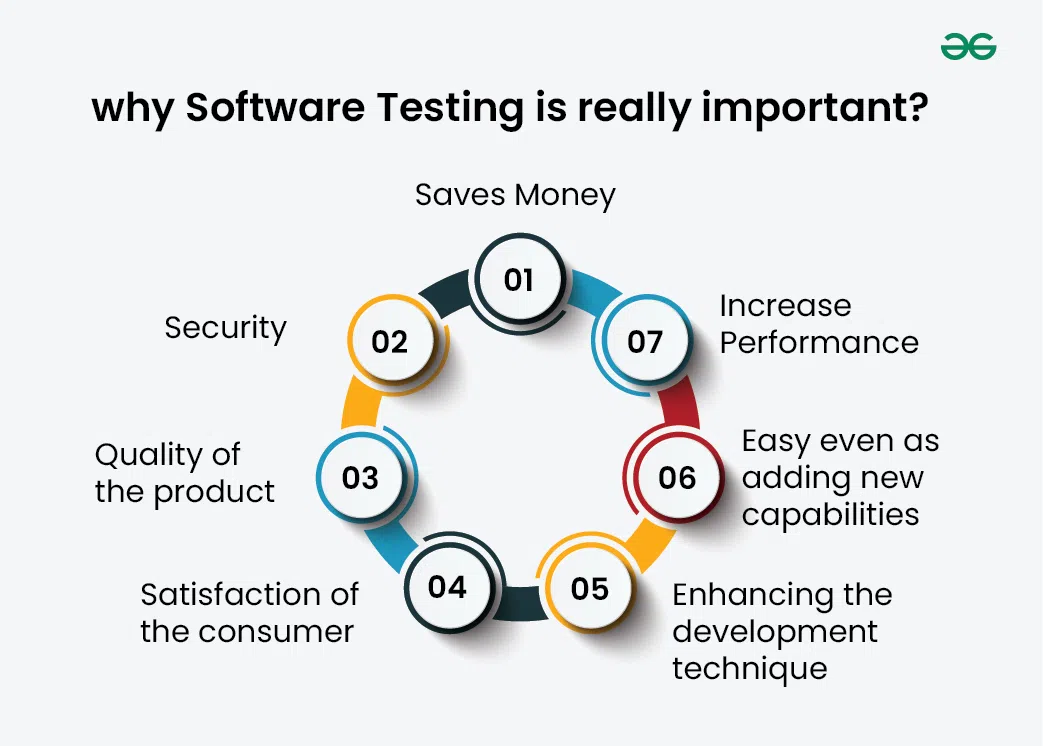 why Software Testing is really important?
Saves Money
01
02
Security
03
Quality of
the product
04
Satisfaction of
the consumer
05
Enhancing the
development
technique
06
Easy even as
adding new
capabilities
07
Increase
Performance